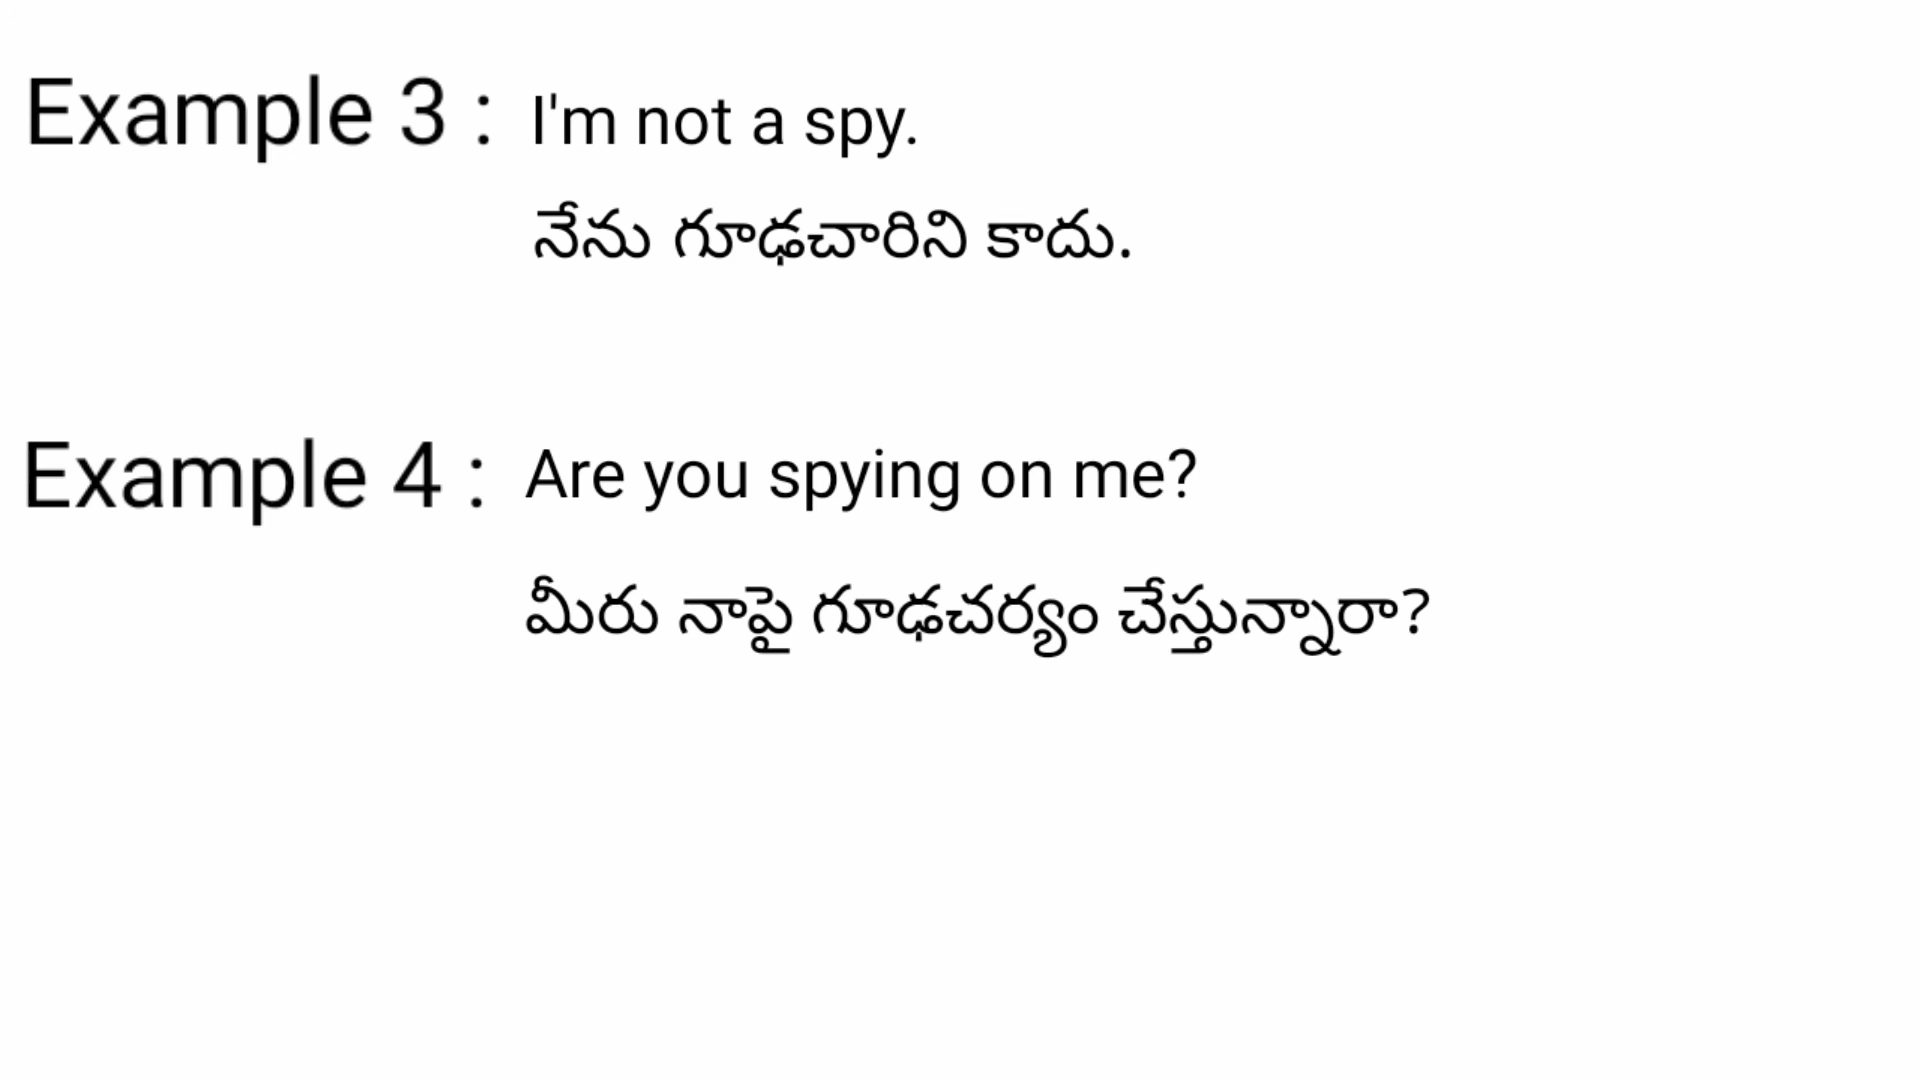 Example 3 : I'm not a spy.
నేను గూఢచారిని కాదు.
Example 4 : Are you spying on me?
మీరు నాపై గూఢచర్యం చేస్తున్నారా?